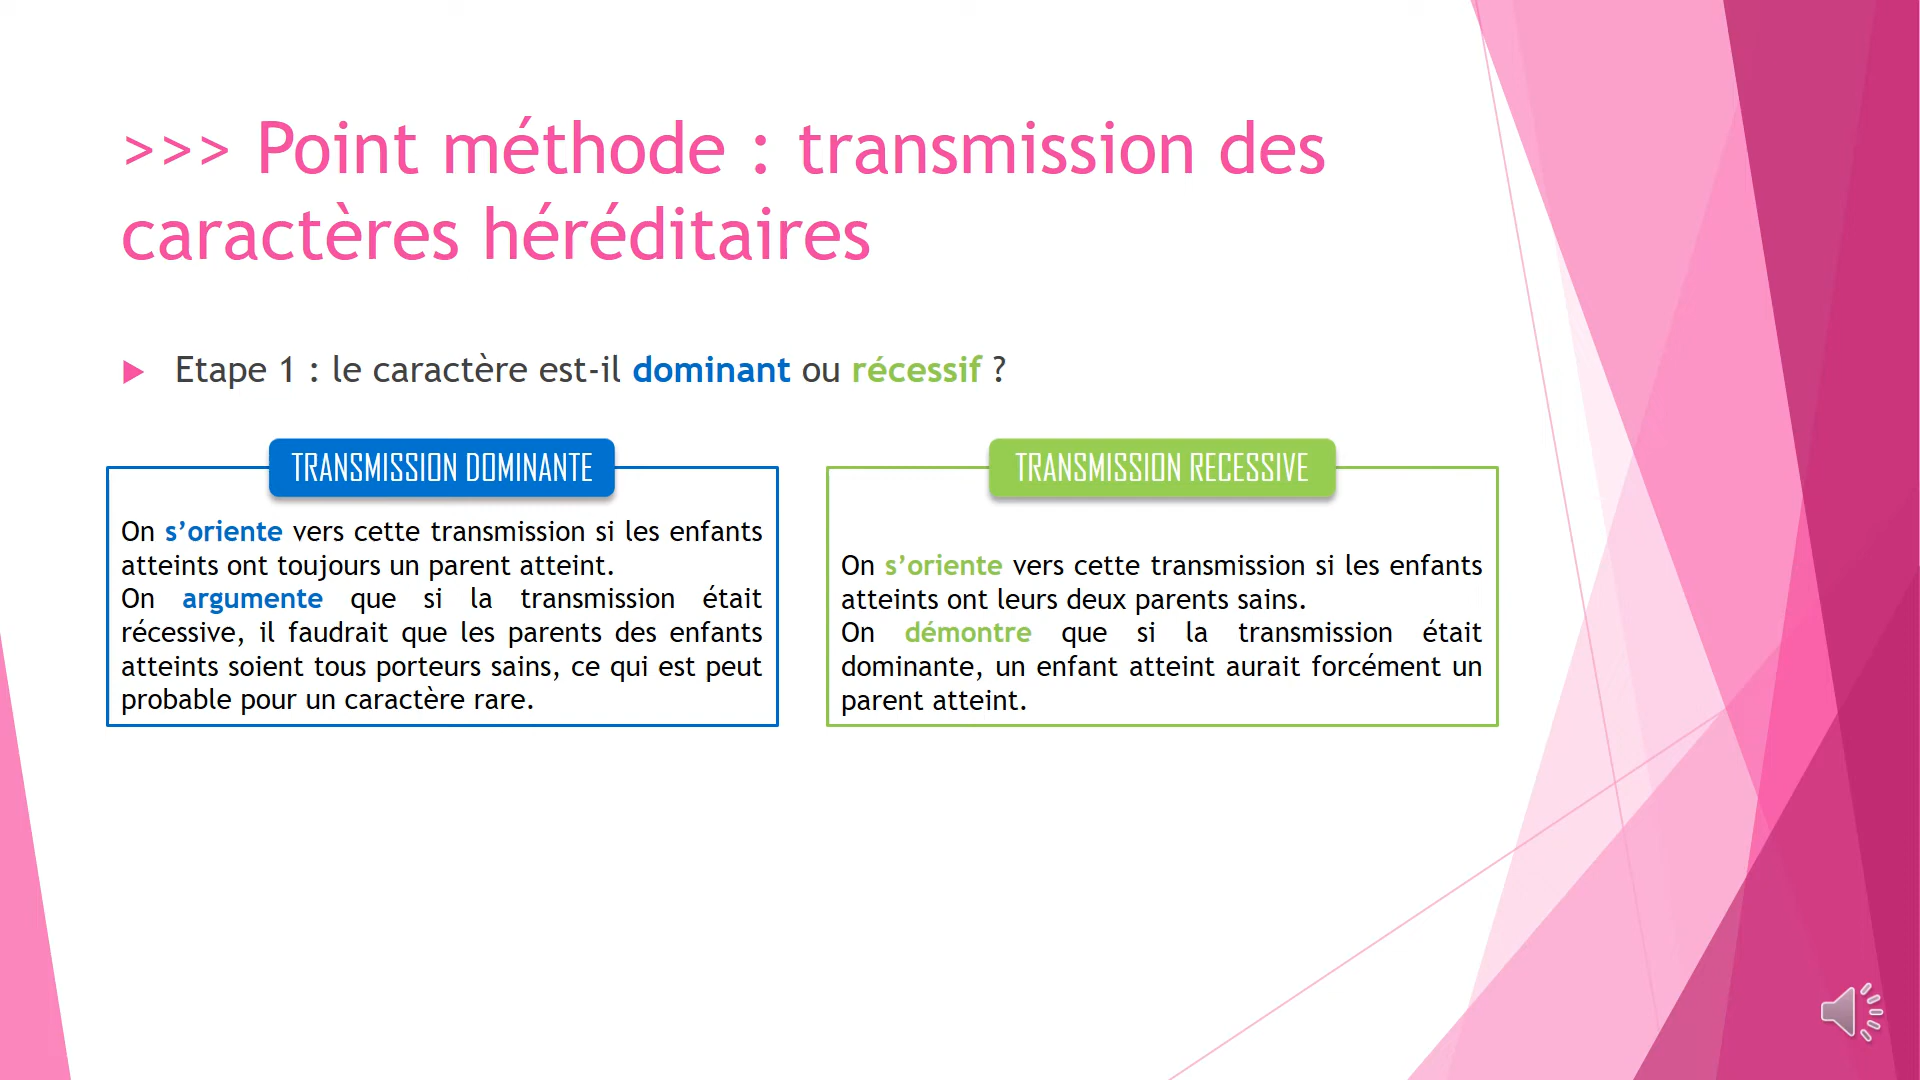 >>> Point méthode : transmission des
caractères héréditaires
Etape 1 : le caractère est-il dominant ou récessif ?
TRANSMISSION DOMINANTE
On s’oriente vers cette transmission si les enfants
atteints ont toujours un parent atteint.
On argumente que si la transmission était
récessive, il faudrait que les parents des enfants
atteints soient tous porteurs sains, ce qui est peut
probable pour un caractère rare.
TRANSMISSION RECESSIVE
On s’oriente vers cette transmission si les enfants
atteints ont leurs deux parents sains.
On démontre que si la transmission était
dominante, un enfant atteint aurait forcément un
parent atteint.